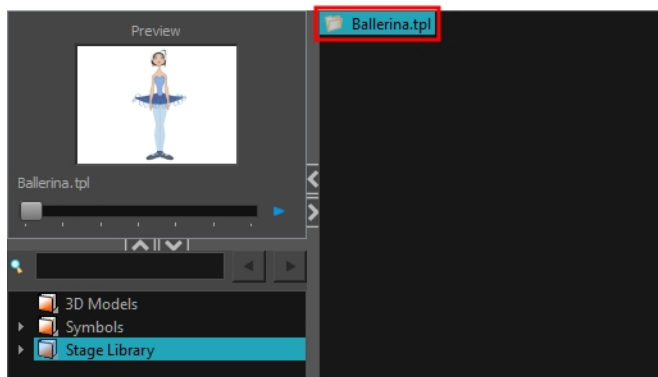 Preview
Ballerina.tpl
3D Models
Symbols
Stage Library
Ballerina.tpl